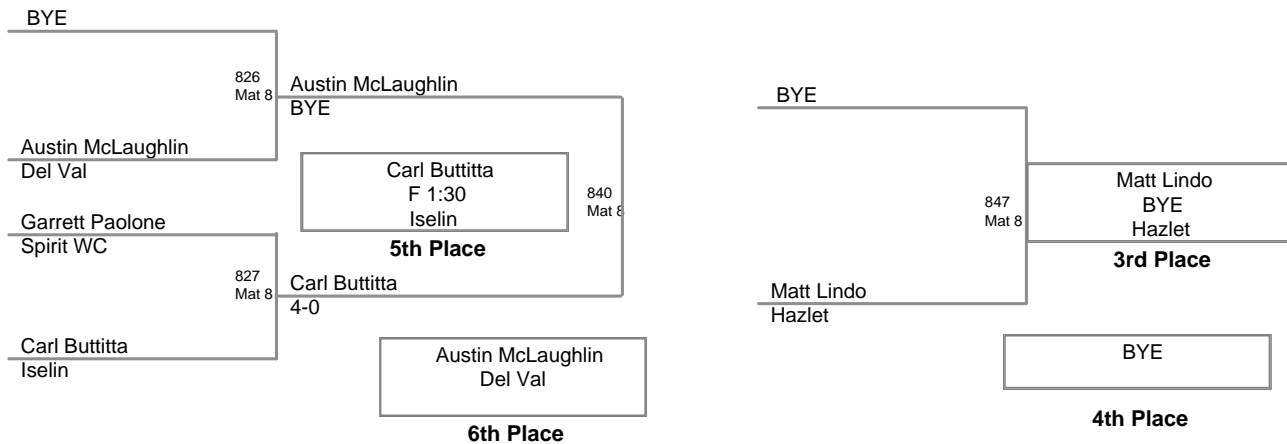 BYE
826
Mat 8
Austin McLaughlin
BYE
Austin McLaughlin
Del Val
Carl Buttitta
F 1:30
Iselin
5th Place
840
Mat 8
Garrett Paolone
Spirit WC
827
Mat 8
Carl Buttitta
4-0
Carl Buttitta
Iselin
Austin McLaughlin
Del Val
6th Place
BYE
847
Mat 8
Matt Lindo
BYE
Hazlet
3rd Place
Matt Lindo
Hazlet
BYE
4th Place